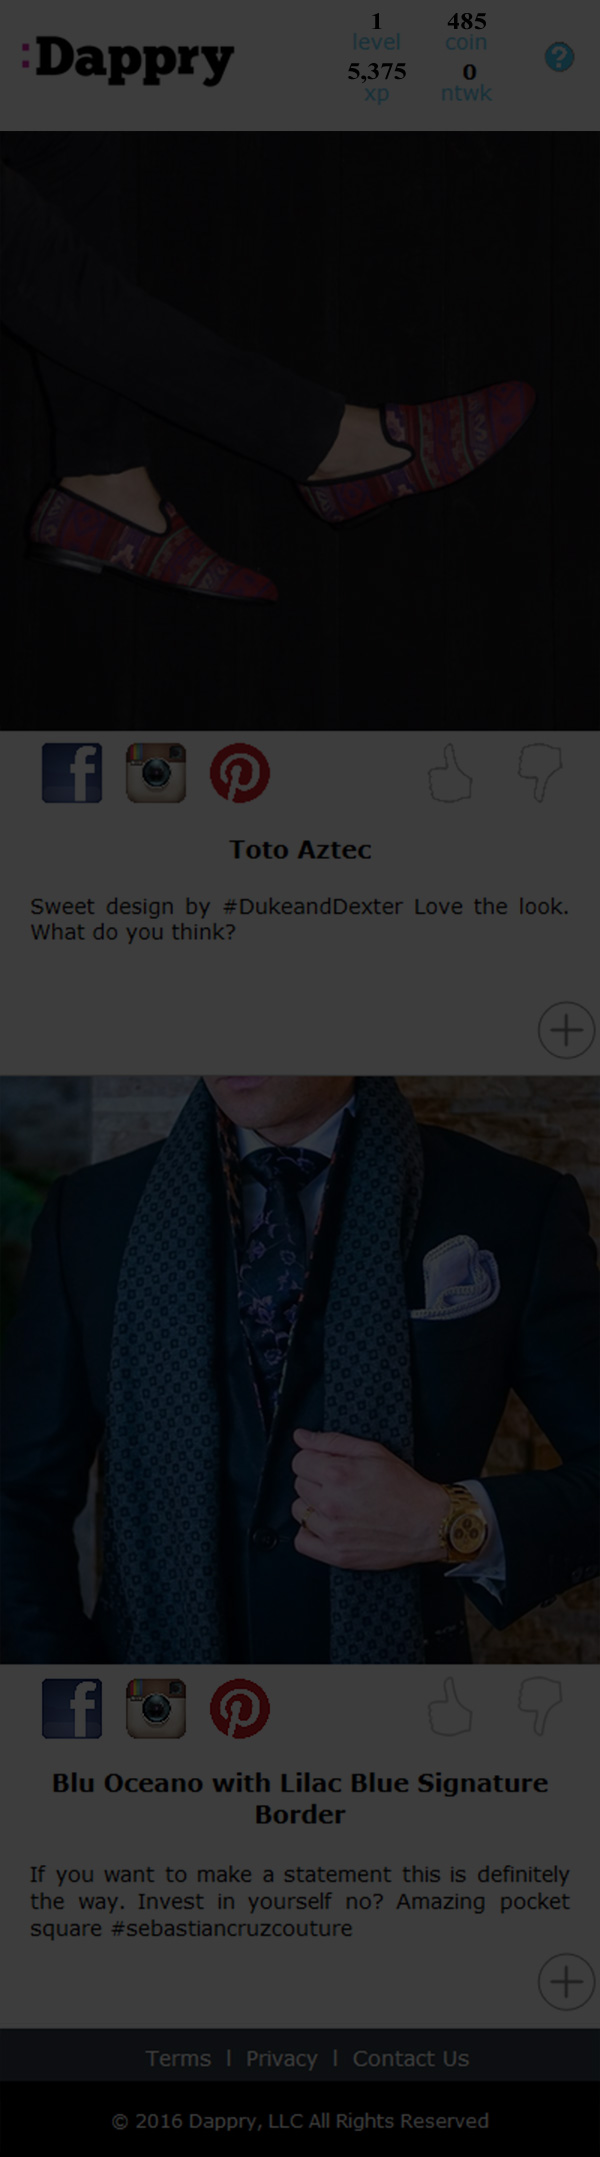 :Dappry
1 485
level coin
5,375 0
xp ntwk
?
Toto Aztec
Sweet design by #DukeandDexter Love the look.
What do you think?
Blu Oceano with Lilac Blue Signature
Border
If you want to make a statement this is definitely
the way. Invest in yourself no? Amazing pocket
square #sebastiancruzcouture
Terms | Privacy | Contact Us
© 2016 Dappry, LLC All Rights Reserved